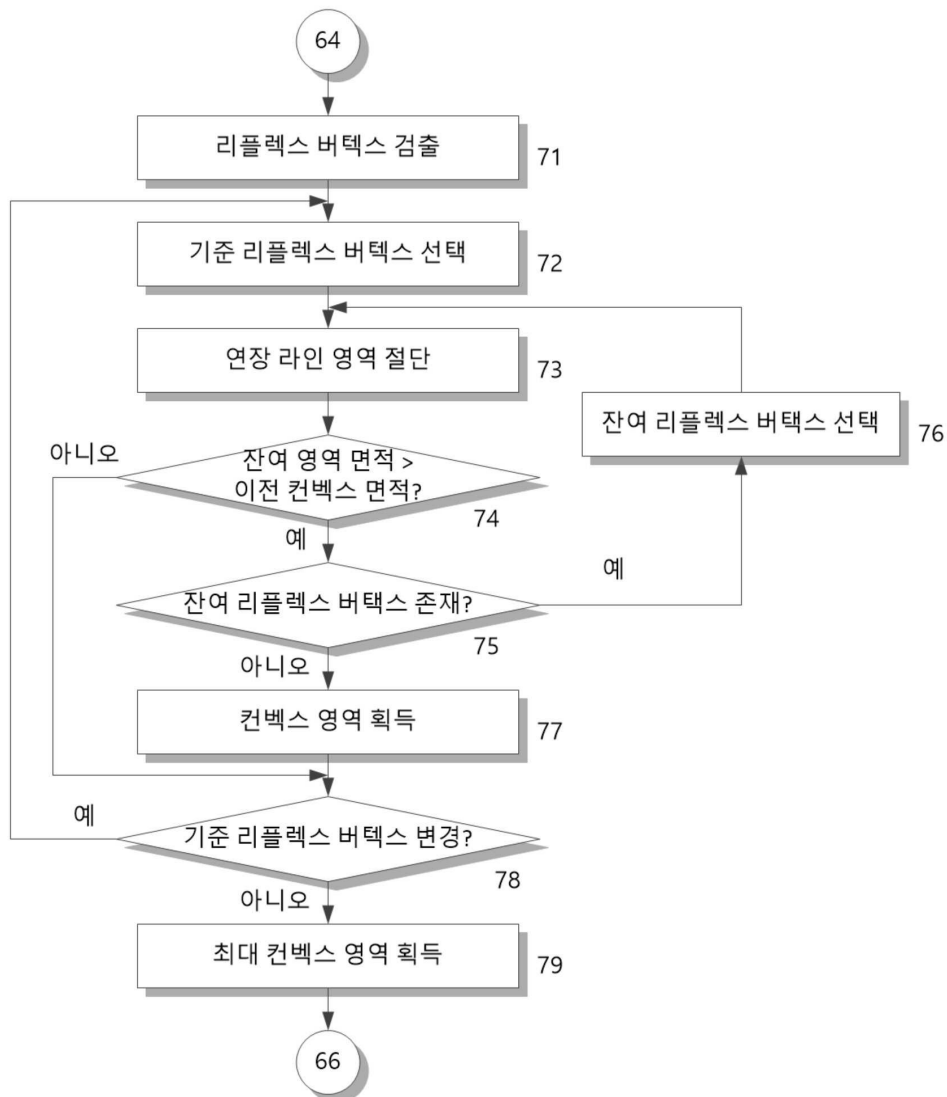 64
리플렉스 버텍스 검출
71
기준 리플렉스 버텍스 선택
72
연장 라인 영역 절단
73
잔여 리플렉스 버택스 선택
76
아니오
잔여 영역 면적 >
이전 컨벡스 면적?
74
예
잔여 리플렉스 버택스 존재?
75
예
아니오
컨벡스 영역 획득
77
예
기준 리플렉스 버텍스 변경?
78
아니오
최대 컨벡스 영역 획득
79
66